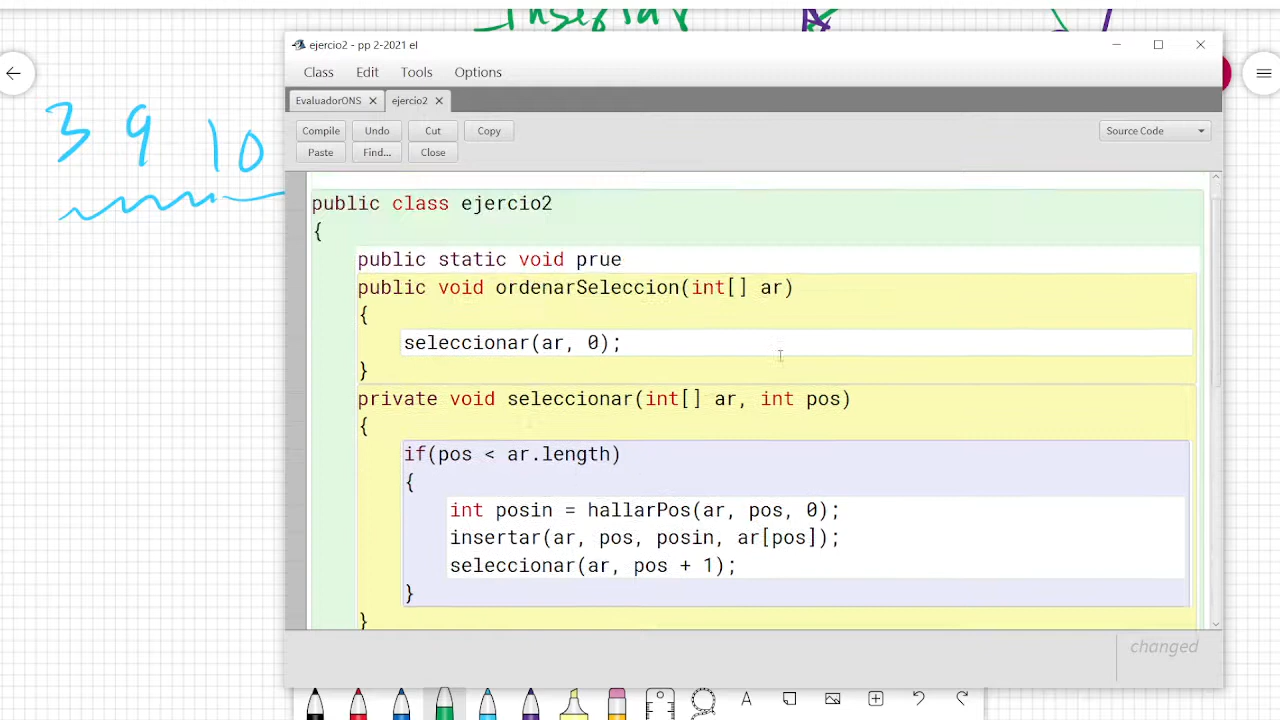 insertar
ejercio2 - pp 2-2021 el
Class Edit Tools Options
EvaluadorONS ejercio2
Compile Undo Cut Copy
Source Code
Paste Find... Close
3 9 10
public class ejercio2
{
public static void prue
public void ordenarSeleccion(int[] ar)
{
seleccionar(ar, 0);
}
private void seleccionar(int[] ar, int pos)
{
if(pos < ar.length)
{
int posin = hallarPos(ar, pos, 0);
insertar(ar, pos, posin, ar[pos]);
seleccionar(ar, pos + 1);
}
}
changed
A